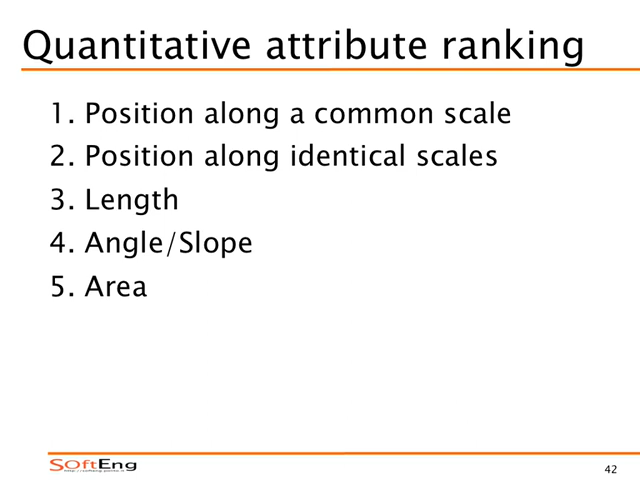 Quantitative attribute ranking
1. Position along a common scale
2. Position along identical scales
3. Length
4. Angle/Slope
5. Area
SOftEng
42